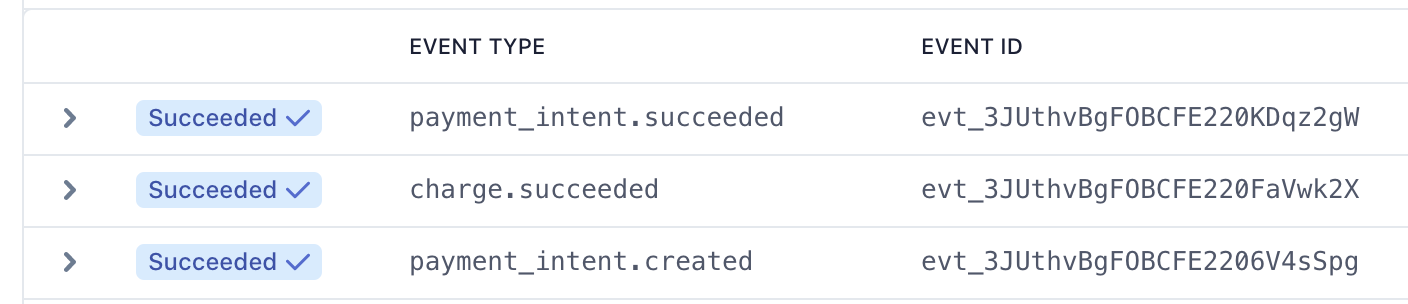 EVENT TYPE EVENT ID
Succeeded payment_intent.succeeded evt_3JUthvBgFOBCFE220KDqz2gW
Succeeded charge.succeeded evt_3JUthvBgFOBCFE220FaVwk2X
Succeeded payment_intent.created evt_3JUthvBgFOBCFE2206V4sSpg